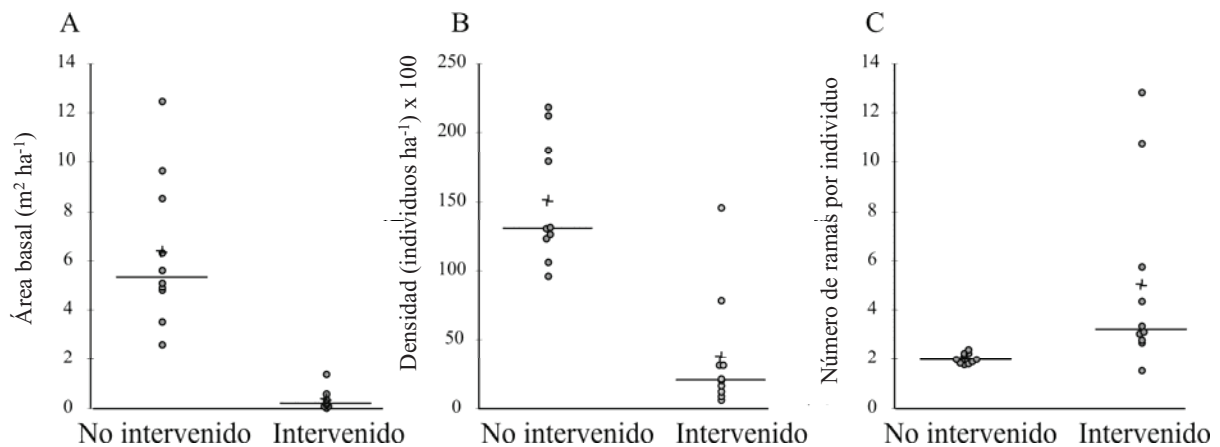 A
Área basal (m² ha⁻¹)
14
12
10
8
6
4
2
0
No intervenido Intervenido
B
Densidad (individuos ha⁻¹) x 100
250
200
150
100
50
0
No intervenido Intervenido
C
Número de ramas por individuo
14
12
10
8
6
4
2
0
No intervenido Intervenido